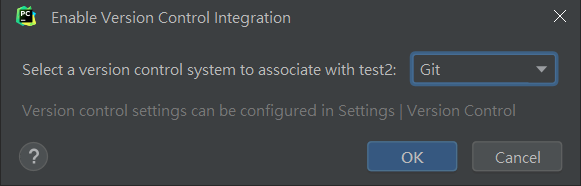 PC
Enable Version Control Integration
Select a version control system to associate with test2:
Git
Version control settings can be configured in Settings | Version Control
?
OK
Cancel